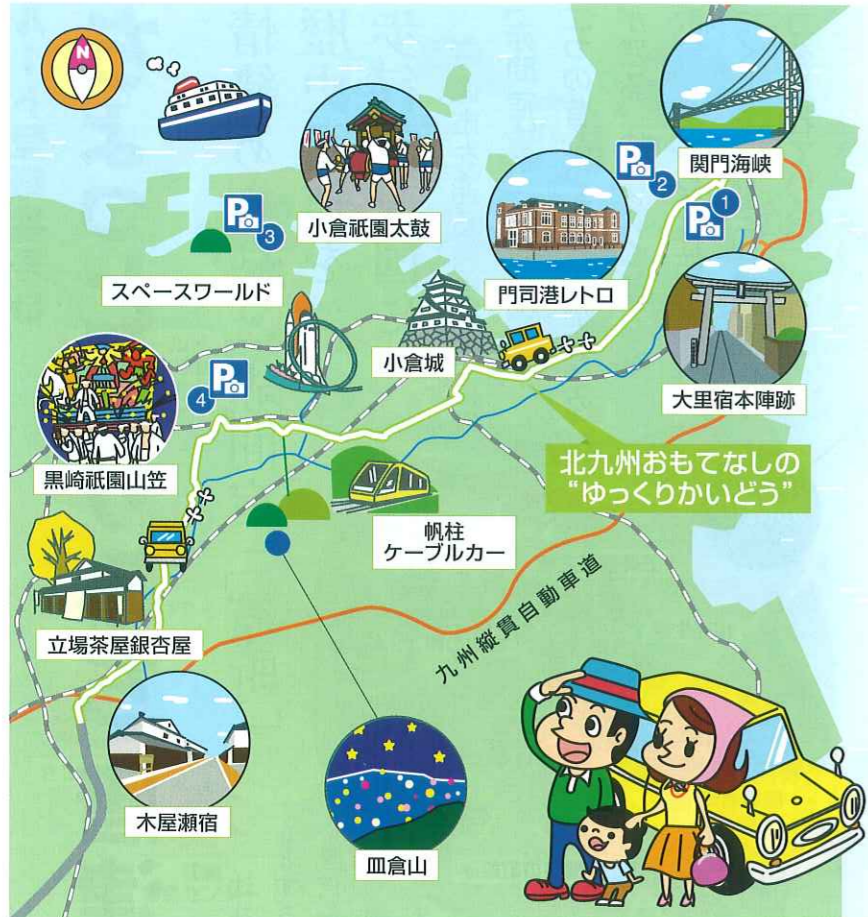 N
関門海峡
P
2
P
1
小倉祇園太鼓
P
3
門司港レトロ
スペースワールド
小倉城
大里宿本陣跡
P
4
黒崎祇園山笠
北九州おもてなしの
“ゆっくりかいどう”
帆柱
ケーブルカー
九州縦貫自動車道
立場茶屋銀杏屋
木屋瀬宿
皿倉山